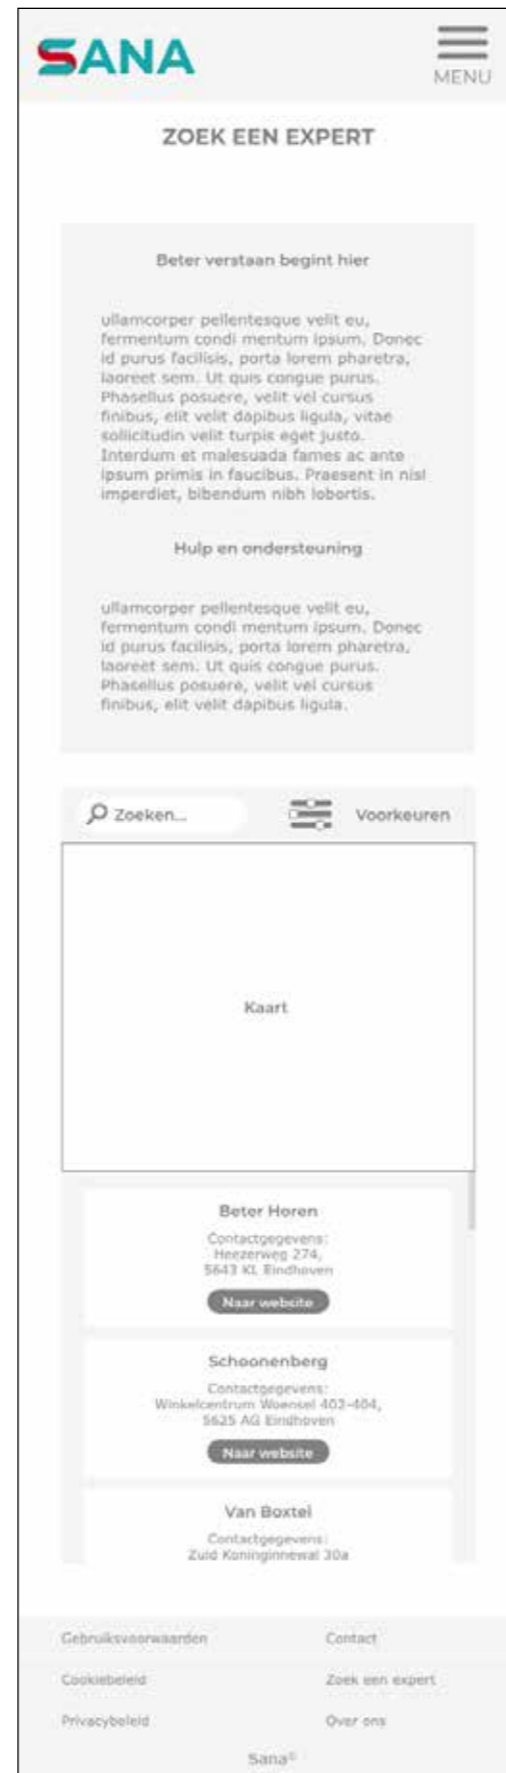 SANA
MENU
ZOEK EEN EXPERT
Beter verstaan begint hier
ullamcorper pellentesque velit eu,
fermentum condi mentum ipsum. Donec
id purus facilisis, porta lorem pharetra,
laoreet sem. Ut quis congue purus.
Phasellus posuere, velit vel cursus
finibus, elit velit dapibus ligula, vitae
sollicitudin velit turpis eget justo.
Interdum et malesuada fames ac ante
ipsum primis in faucibus. Praesent in nisl
imperdiet, bibendum nibh lobortis.
Hulp en ondersteuning
ullamcorper pellentesque velit eu,
fermentum condi mentum ipsum. Donec
id purus facilisis, porta lorem pharetra,
laoreet sem. Ut quis congue purus.
Phasellus posuere, velit vel cursus
finibus, elit velit dapibus ligula.
Zoeken...
Voorkeuren
Kaart
Beter Horen
Contactgegevens:
Heezerweg 274,
5643 KL Eindhoven
Naar website
Schoonenberg
Contactgegevens:
Winkelcentrum Woensel 402-404,
5625 AG Eindhoven
Naar website
Van Boxtel
Contactgegevens:
Zuid Koninginnewal 30a
Gebruiksvoorwaarden
Contact
Cookiebeleid
Zoek een expert
Privacybeleid
Over ons
Sana©